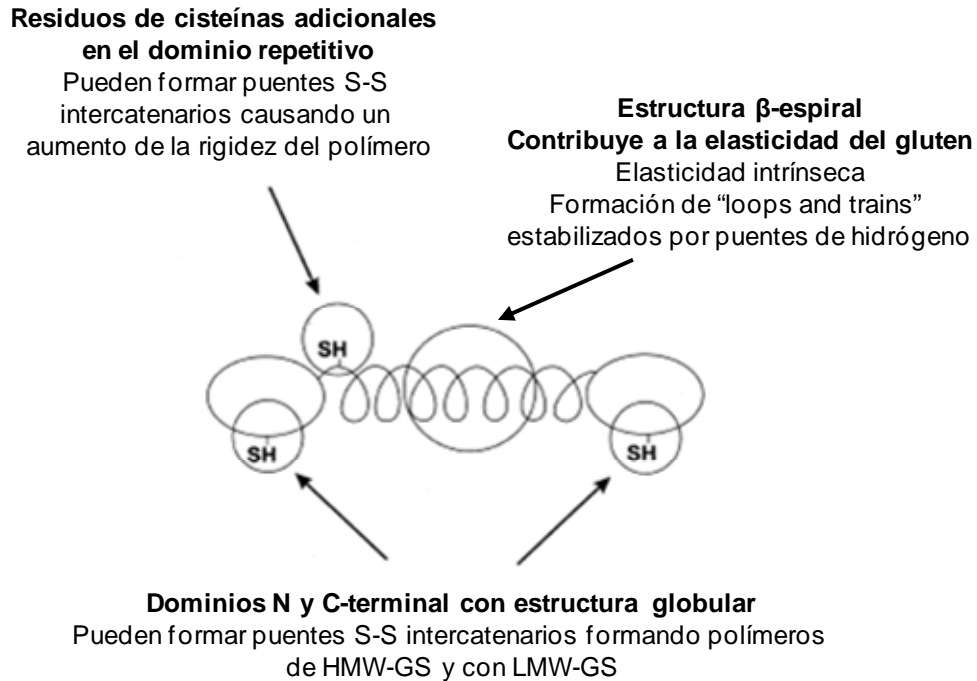 Residuos de cisteínas adicionales
en el dominio repetitivo
Pueden formar puentes S-S
intercatenarios causando un
aumento de la rigidez del polímero
Estructura β-espiral
Contribuye a la elasticidad del gluten
Elasticidad intrínseca
Formación de “loops and trains”
estabilizados por puentes de hidrógeno
SH
SH
SH
Dominios N y C-terminal con estructura globular
Pueden formar puentes S-S intercatenarios formando polímeros
de HMW-GS y con LMW-GS